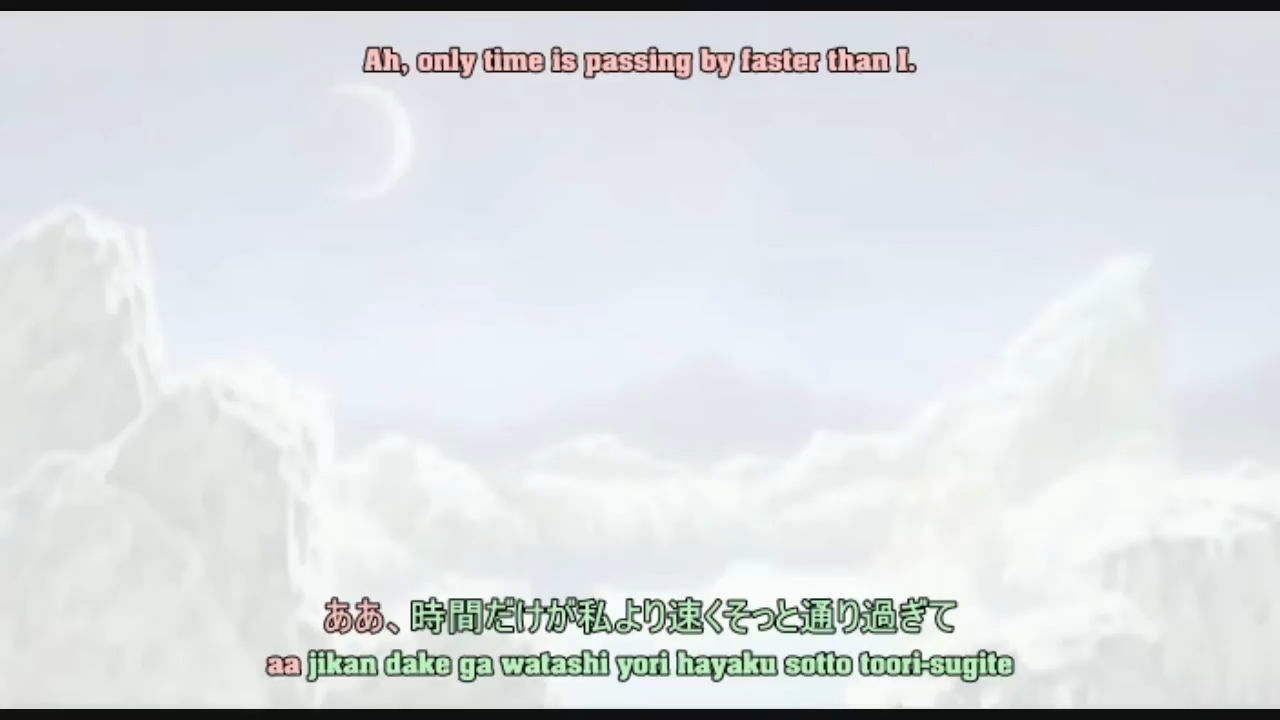 Ah, only time is passing by faster than I.
ああ、時間だけが私より速くそっと通り過ぎて
aa jikan dake ga watashi yori hayaku sotto toori-sugite